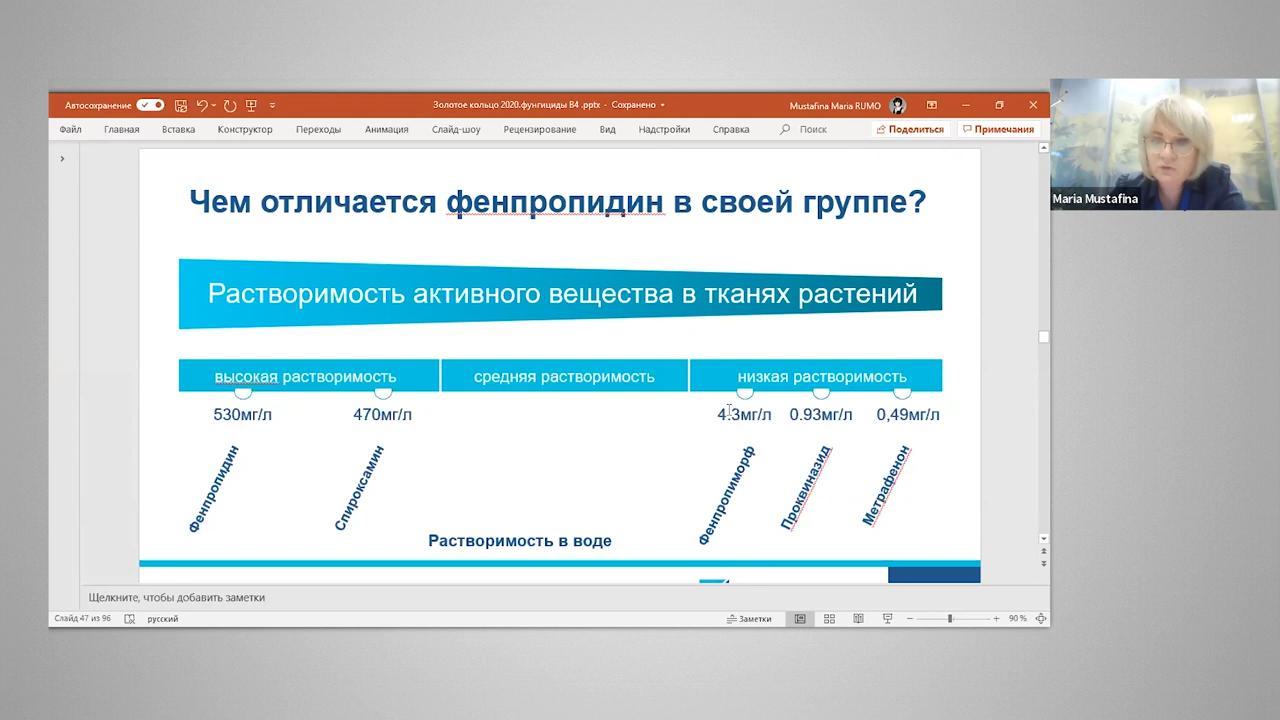 Автосохранение
Золотое кольцо 2020.фунгициды B4 .pptx - Сохранено
Mustafina Maria RUMO
Файл Главная Вставка Конструктор Переходы Анимация Слайд-шоу Рецензирование Вид Надстройки Справка Поиск Поделиться Примечания
Maria Mustafina
Чем отличается фенпропидин в своей группе?
Растворимость активного вещества в тканях растений
высокая растворимость средняя растворимость низкая растворимость
530мг/л 470мг/л 4.3мг/л 0.93мг/л 0,49мг/л
Фенпропидин Спироксамин Фенпропиморф Проквиназид Метрафенон
Растворимость в воде
Щелкните, чтобы добавить заметки
Слайд 47 из 96 русский Заметки 90 %